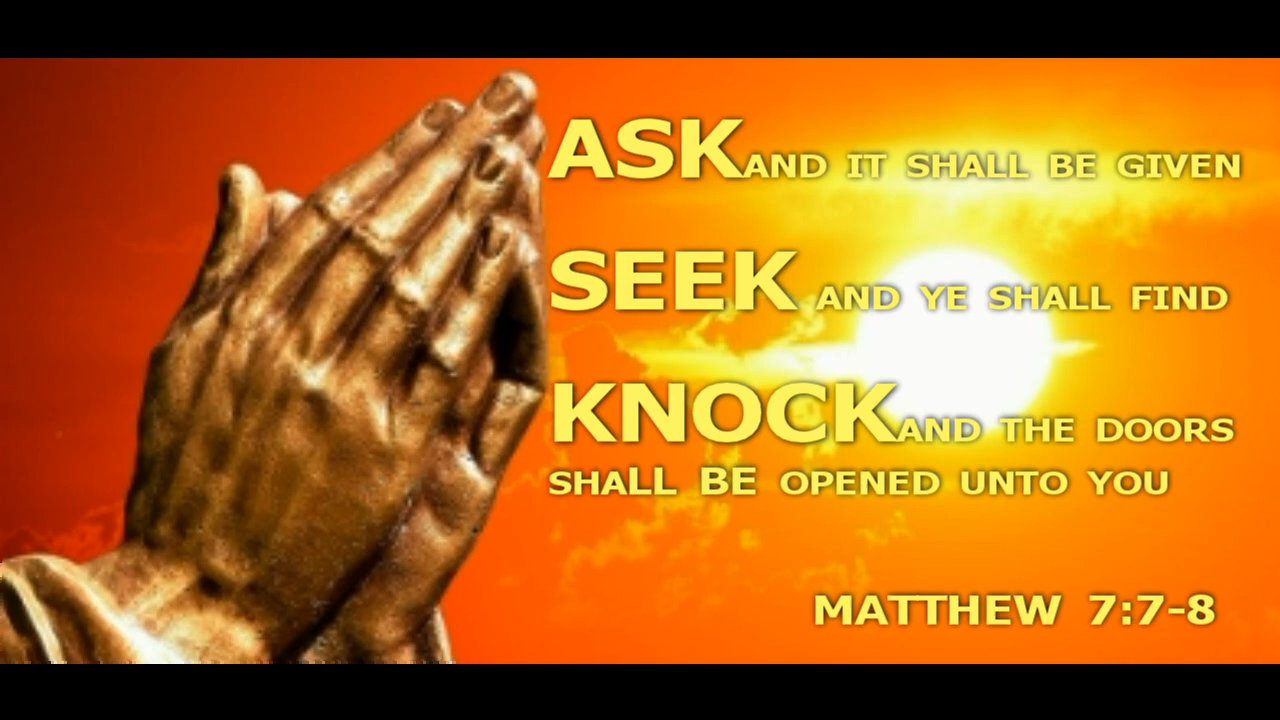 ASK AND IT SHALL BE GIVEN
SEEK AND YE SHALL FIND
KNOCK AND THE DOORS
SHALL BE OPENED UNTO YOU
MATTHEW 7:7-8